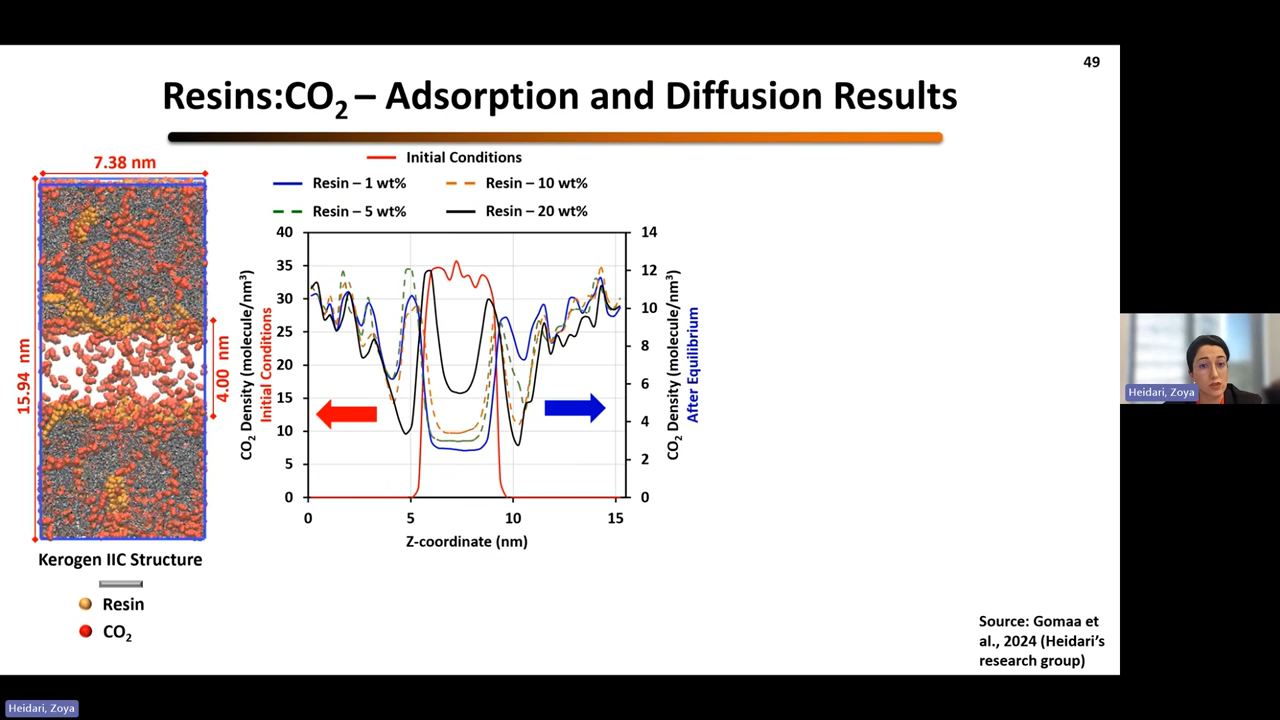 49
Resins:CO2 – Adsorption and Diffusion Results
7.38 nm
15.94 nm
4.00 nm
Kerogen IIC Structure
Resin
CO2
Initial Conditions
Resin – 1 wt%
Resin – 10 wt%
Resin – 5 wt%
Resin – 20 wt%
CO2 Density (molecule/nm3)
Initial Conditions
40
35
30
25
20
15
10
5
0
14
12
10
8
6
4
2
0
CO2 Density (molecule/nm3)
After Equilibrium
0 5 10 15
Z-coordinate (nm)
Source: Gomaa et
al., 2024 (Heidari's
research group)
Heidari, Zoya
Heidari, Zoya